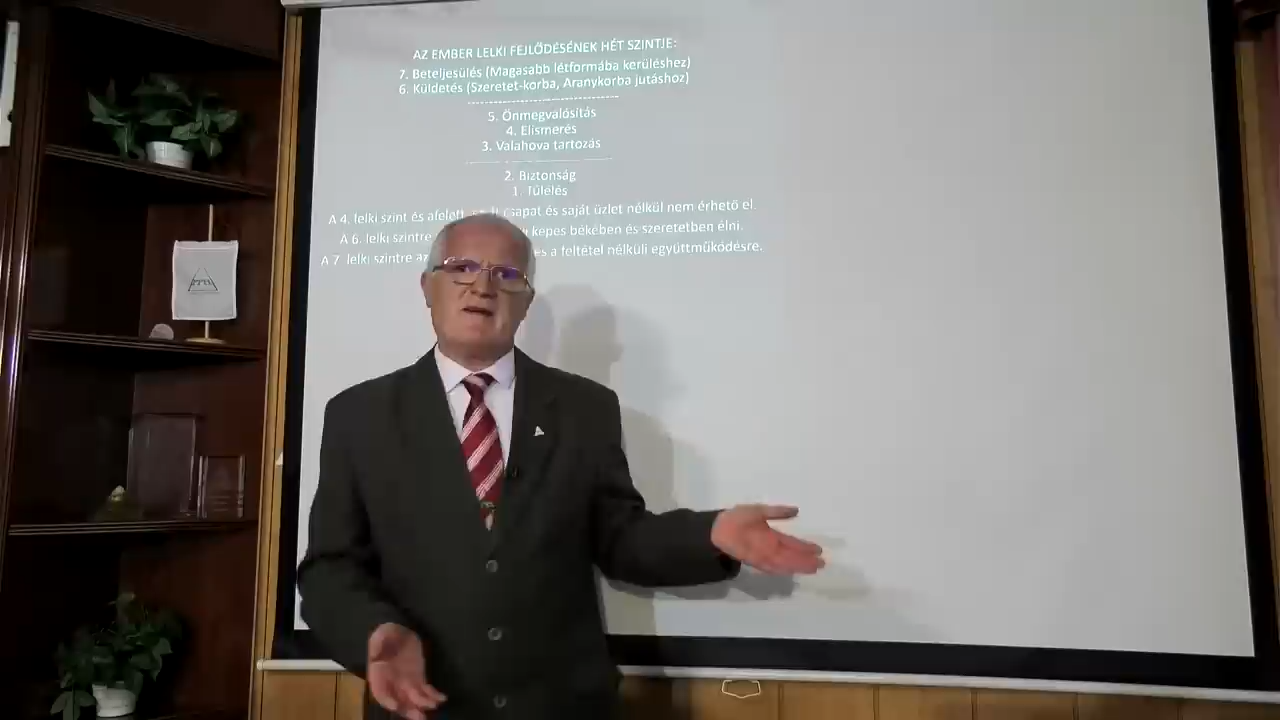 AZ EMBER LELKI FEJLŐDÉSÉNEK HÉT SZINTJE:
7. Beteljesülés (Magasabb létformába kerüléshez)
6. Küldetés (Szeretet-korba, Aranykorba jutáshoz)
5. Önmegvalósítás
4. Elismerés
3. Valahova tartozás
2. Biztonság
1. Túlélés
A 4. lelki szint és afelett csapat és saját üzlet nélkül nem érhető el.
A 6. lelki szintre képes békében és szeretetben élni.
A 7 lelki szintre az és a feltétel nélküli együttműködésre.